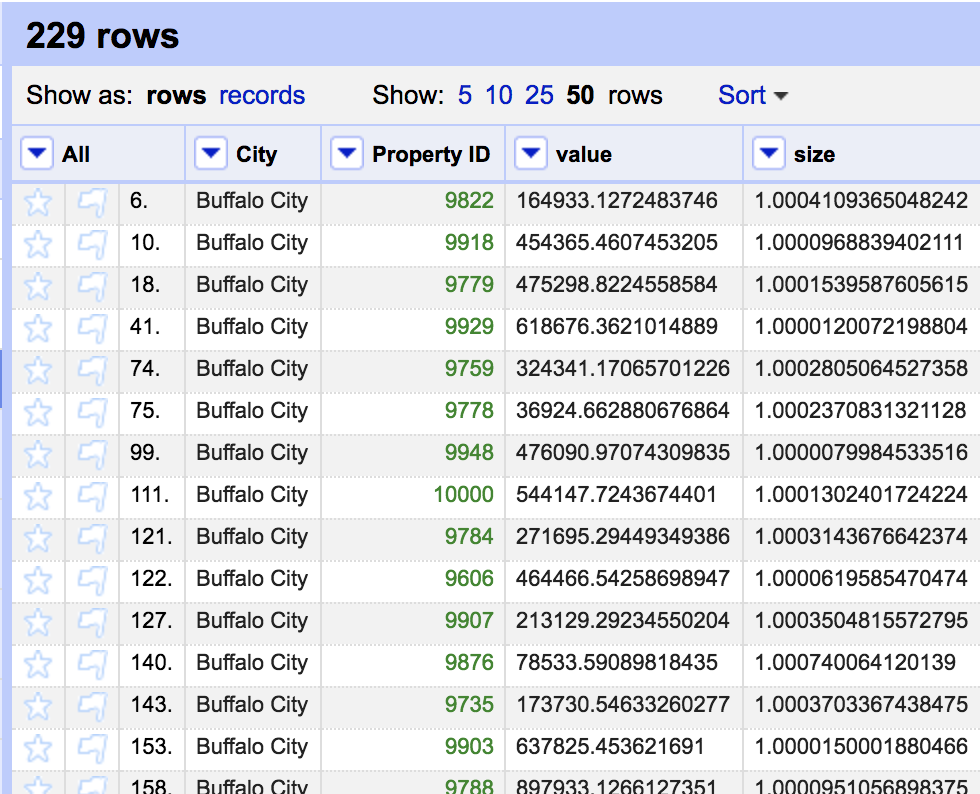 229 rows
Show as: rows records Show: 5 10 25 50 rows Sort
All City Property ID value size
6. Buffalo City 9822 164933.1272483746 1.0004109365048242
10. Buffalo City 9918 454365.4607453205 1.0000968839402111
18. Buffalo City 9779 475298.8224558584 1.0001539587605615
41. Buffalo City 9929 618676.3621014889 1.0000120072198804
74. Buffalo City 9759 324341.17065701226 1.0002805064527358
75. Buffalo City 9778 36924.662880676864 1.0002370831321128
99. Buffalo City 9948 476090.97074309835 1.0000079984533516
111. Buffalo City 10000 544147.7243674401 1.0001302401724224
121. Buffalo City 9784 271695.29449349386 1.0003143676642374
122. Buffalo City 9606 464466.54258698947 1.0000619585470474
127. Buffalo City 9907 213129.29234550204 1.0003504815572795
140. Buffalo City 9876 78533.59089818435 1.000740064120139
143. Buffalo City 9735 173730.54633260277 1.0003703367438475
153. Buffalo City 9903 637825.453621691 1.0000150001880466
158. Buffalo City 9788 897933.1266127351 1.0000951056898375